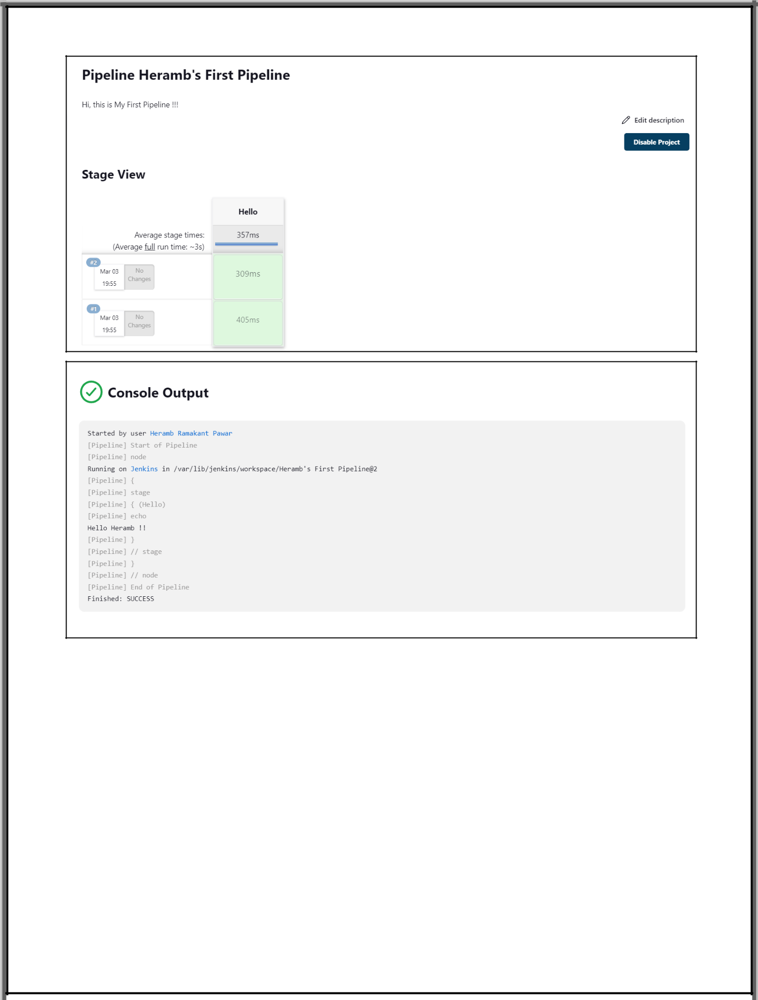 Pipeline Heramb's First Pipeline
Hi, this is My First Pipeline !!!
Edit description
Disable Project
Stage View
Hello
Average stage times:
357ms
(Average full run time: ~3s)
#2
Mar 03
19:55
No
Changes
309ms
#1
Mar 03
19:55
No
Changes
405ms
Console Output
Started by user Heramb Ramakant Pawar
[Pipeline] Start of Pipeline
[Pipeline] node
Running on Jenkins in /var/lib/jenkins/workspace/Heramb's First Pipeline@2
[Pipeline] {
[Pipeline] stage
[Pipeline] { (Hello)
[Pipeline] echo
Hello Heramb !!
[Pipeline] }
[Pipeline] // stage
[Pipeline] }
[Pipeline] // node
[Pipeline] End of Pipeline
Finished: SUCCESS